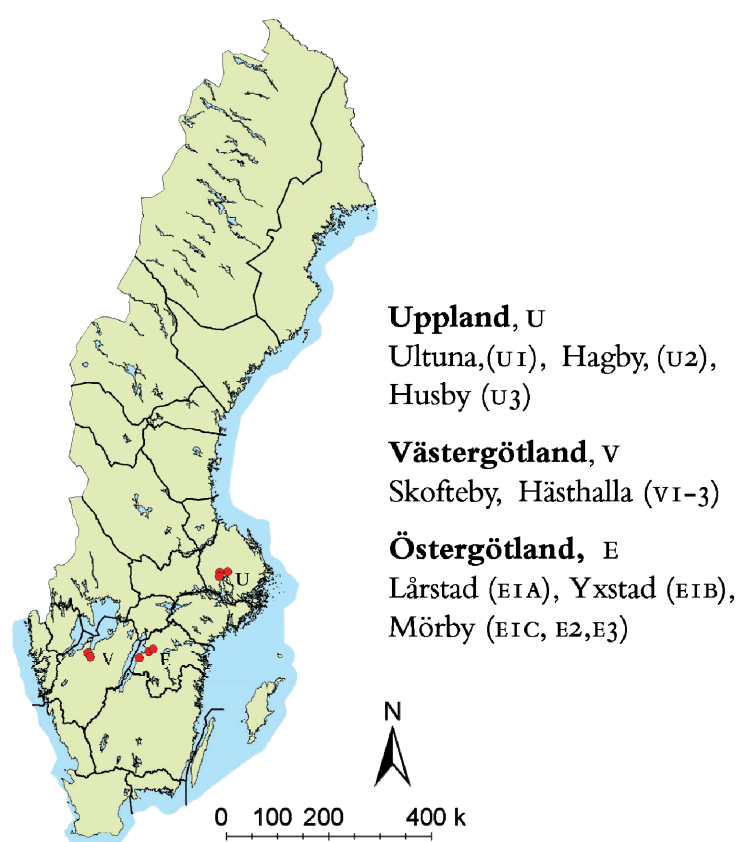 Uppland, U
Ultuna,(U1), Hagby, (U2),
Husby (U3)
Västergötland, V
Skofteby, Hästhalla (V1-3)
Östergötland, E
Lårstad (E1A), Yxstad (E1B),
Mörby (E1C, E2,E3)
U
V
E
N
0 100 200 400 k